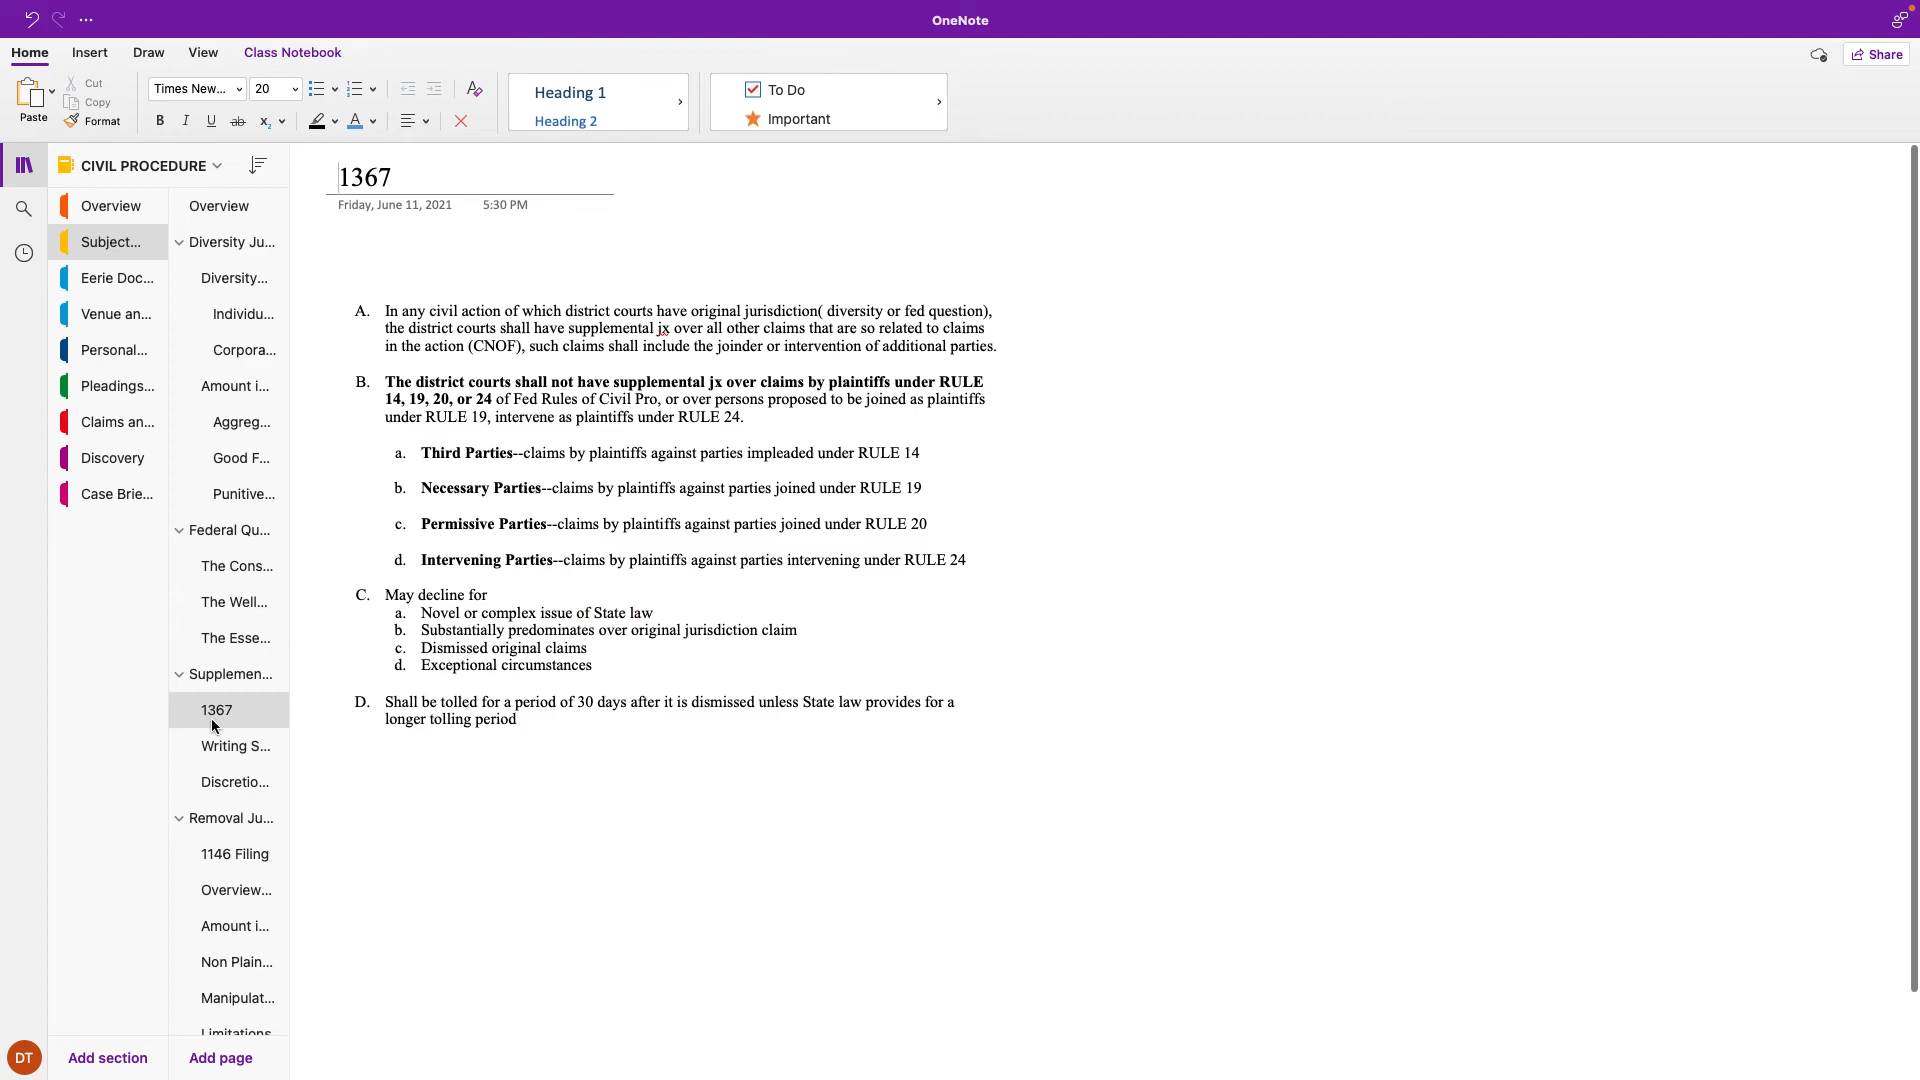 OneNote
Home Insert Draw View Class Notebook
Share
Paste
Cut
Copy
Format
Times New... 20
B I U ab x₂
A
Heading 1
Heading 2
To Do
Important
CIVIL PROCEDURE
Overview
Subject...
Eerie Doc...
Venue an...
Personal...
Pleadings...
Claims an...
Discovery
Case Brie...
Overview
Diversity Ju...
Diversity...
Individu...
Corpora...
Amount i...
Aggreg...
Good F...
Punitive...
Federal Qu...
The Cons...
The Well...
The Esse...
Supplemen...
1367
Writing S...
Discretio...
Removal Ju...
1146 Filing
Overview...
Amount i...
Non Plain...
Manipulat...
Limitations
DT
Add section
Add page
1367
Friday, June 11, 2021 5:30 PM
A. In any civil action of which district courts have original jurisdiction( diversity or fed question),
the district courts shall have supplemental jx over all other claims that are so related to claims
in the action (CNOF), such claims shall include the joinder or intervention of additional parties.
B. The district courts shall not have supplemental jx over claims by plaintiffs under RULE
14, 19, 20, or 24 of Fed Rules of Civil Pro, or over persons proposed to be joined as plaintiffs
under RULE 19, intervene as plaintiffs under RULE 24.
a. Third Parties--claims by plaintiffs against parties impleaded under RULE 14
b. Necessary Parties--claims by plaintiffs against parties joined under RULE 19
c. Permissive Parties--claims by plaintiffs against parties joined under RULE 20
d. Intervening Parties--claims by plaintiffs against parties intervening under RULE 24
C. May decline for
a. Novel or complex issue of State law
b. Substantially predominates over original jurisdiction claim
c. Dismissed original claims
d. Exceptional circumstances
D. Shall be tolled for a period of 30 days after it is dismissed unless State law provides for a
longer tolling period